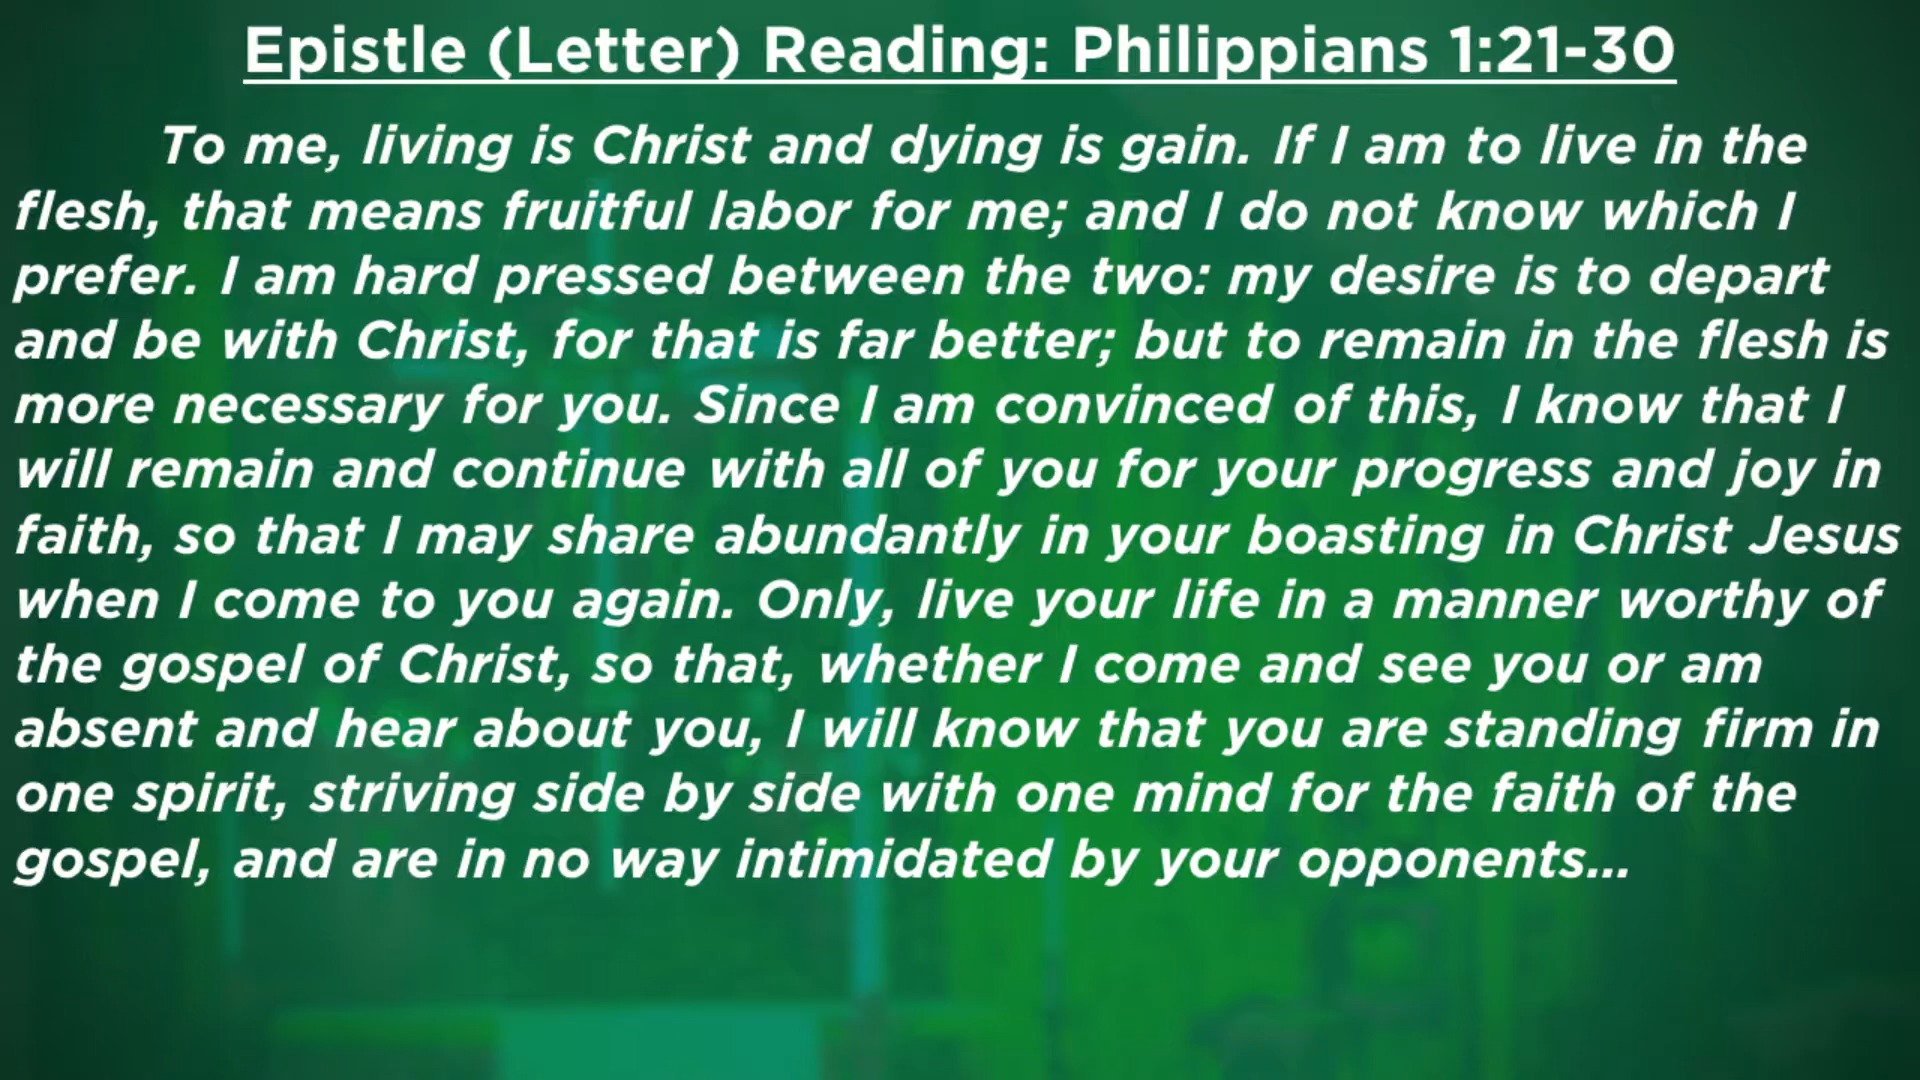 Epistle (Letter) Reading: Philippians 1:21-30
To me, living is Christ and dying is gain. If I am to live in the
flesh, that means fruitful labor for me; and I do not know which I
prefer. I am hard pressed between the two: my desire is to depart
and be with Christ, for that is far better; but to remain in the flesh is
more necessary for you. Since I am convinced of this, I know that I
will remain and continue with all of you for your progress and joy in
faith, so that I may share abundantly in your boasting in Christ Jesus
when I come to you again. Only, live your life in a manner worthy of
the gospel of Christ, so that, whether I come and see you or am
absent and hear about you, I will know that you are standing firm in
one spirit, striving side by side with one mind for the faith of the
gospel, and are in no way intimidated by your opponents...